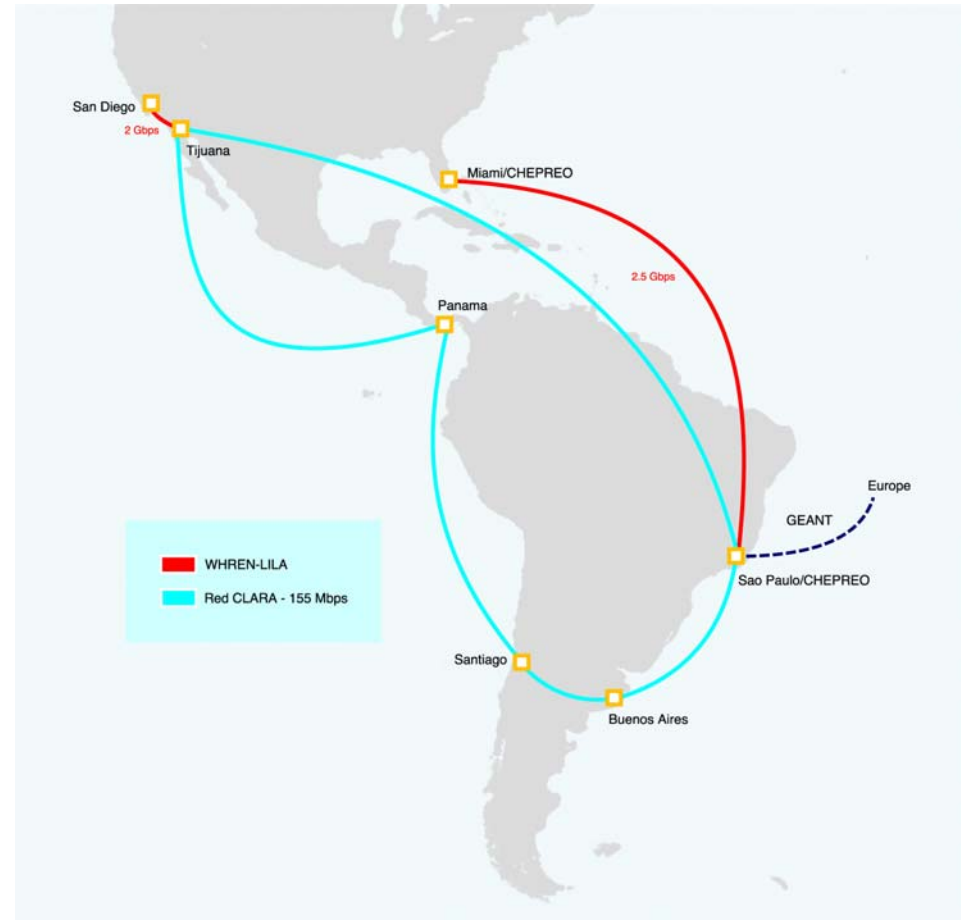 San Diego
2 Gbps
Tijuana
Miami/CHEPREO
2.5 Gbps
Panama
Europe
GEANT
Sao Paulo/CHEPREO
WHREN-LILA
Red CLARA - 155 Mbps
Santiago
Buenos Aires